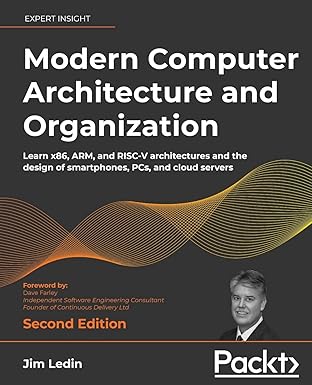 EXPERT INSIGHT
Modern Computer
Architecture and
Organization
Learn x86, ARM, and RISC-V architectures and the
design of smartphones, PCs, and cloud servers
Foreword by:
Dave Farley
Independent Software Engineering Consultant
Founder of Continuous Delivery Ltd
Second Edition
Jim Ledin
Packt>